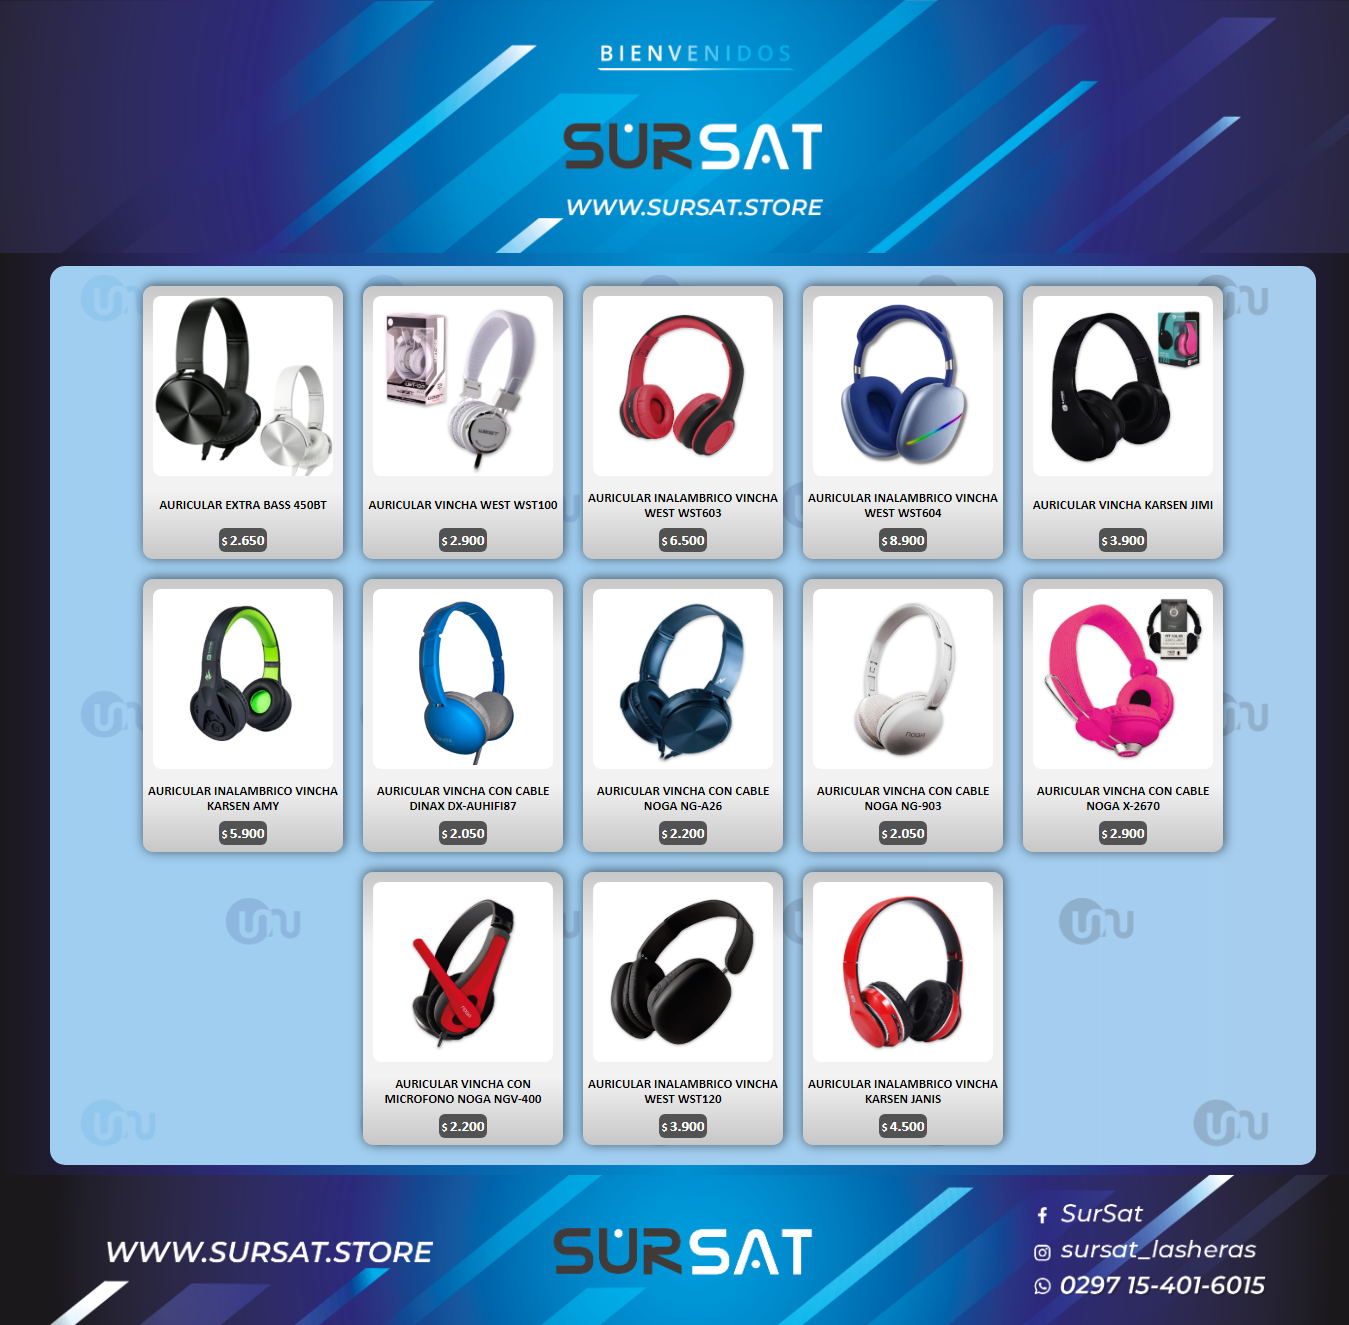 BIENVENIDOS
SURSAT
WWW.SURSAT.STORE
AURICULAR EXTRA BASS 450BT
$ 2.650
AURICULAR VINCHA WEST WST100
$ 2.900
AURICULAR INALAMBRICO VINCHA
WEST WST603
$ 6.500
AURICULAR INALAMBRICO VINCHA
WEST WST604
$ 8.900
AURICULAR VINCHA KARSEN JIMI
$ 3.900
AURICULAR INALAMBRICO VINCHA
KARSEN AMY
$ 5.900
AURICULAR VINCHA CON CABLE
DINAX DX-AUHIFI87
$ 2.050
AURICULAR VINCHA CON CABLE
NOGA NG-A26
$ 2.200
noga
AURICULAR VINCHA CON CABLE
NOGA NG-903
$ 2.050
AURICULAR VINCHA CON CABLE
NOGA X-2670
$ 2.900
AURICULAR VINCHA CON
MICROFONO NOGA NGV-400
$ 2.200
AURICULAR INALAMBRICO VINCHA
WEST WST120
$ 3.900
AURICULAR INALAMBRICO VINCHA
KARSEN JANIS
$ 4.500
WWW.SURSAT.STORE
SURSAT
SurSat
sursat_lasheras
0297 15-401-6015